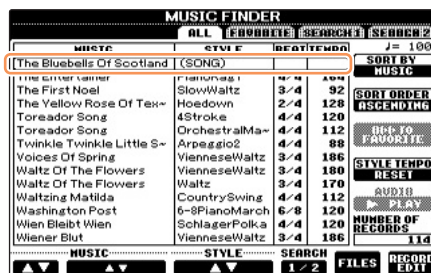 MUSIC FINDER
ALL FAVORITE SEARCH 1 SEARCH 2
MUSIC STYLE BEAT TEMPO ♩= 100
The Bluebells Of Scotland (SONG)
The Entertainer PianoRag1 4/4 164
The First Noel SlowWaltz 3/4 92
The Yellow Rose Of Tex~ Hoedown 2/4 128
Toreador Song 4Stroke 4/4 120
Toreador Song OrchestralMa~ 4/4 112
Twinkle Twinkle Little S~ Arpeggio2 4/4 88
Voices Of Spring VienneseWaltz 3/4 186
Waltz Of The Flowers VienneseWaltz 3/4 180
Waltz Of The Flowers Waltz 3/4 170
Waltzing Matilda CountrySwing 4/4 112
Washington Post 6-8PianoMarch 6/8 120
Wien Bleibt Wien SchlagerPolka 4/4 120
Wiener Blut VienneseWaltz 3/4 186
SORT BY
MUSIC
SORT ORDER
ASCENDING
ADD TO
FAVORITE
STYLE TEMPO
RESET
AUDIO
PLAY
NUMBER OF
RECORDS
114
MUSIC STYLE SEARCH
1/2 FILES RECORD
EDIT